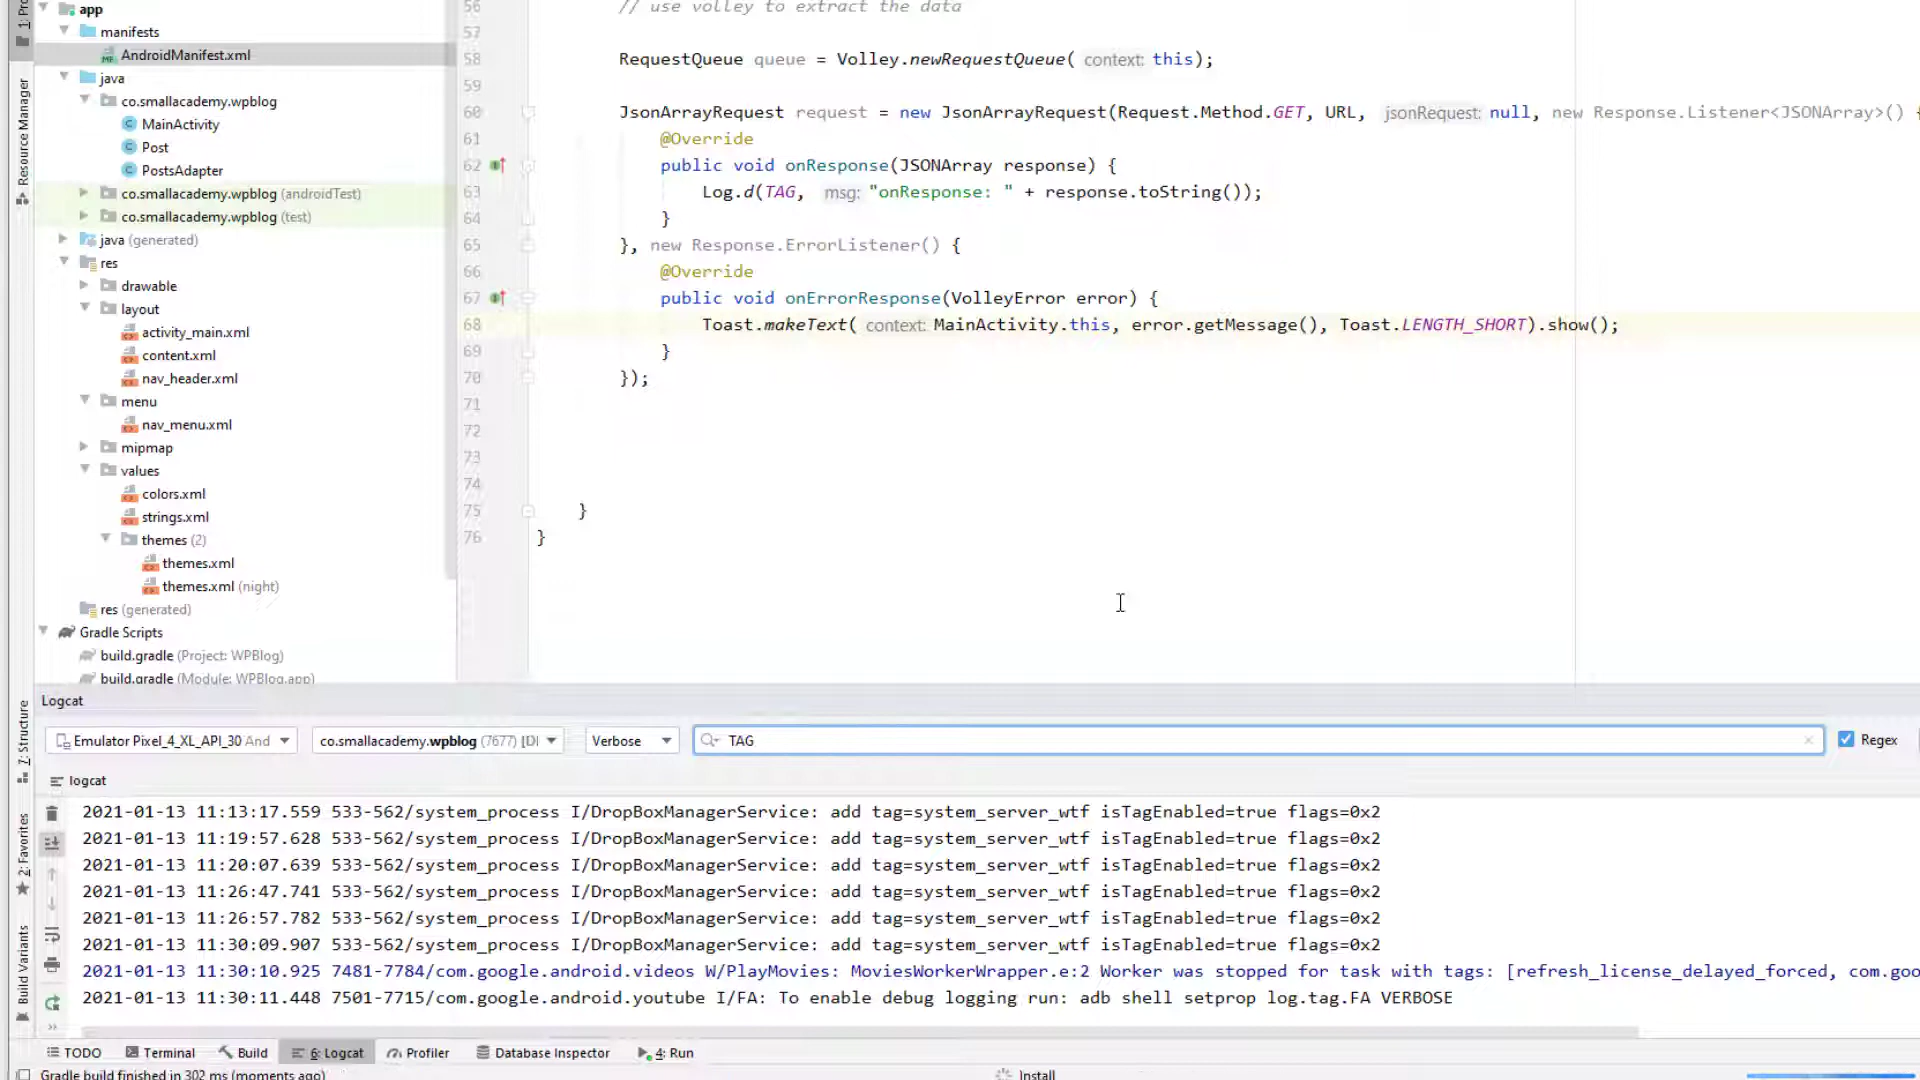 app
manifests
AndroidManifest.xml
java
co.smallacademy.wpblog
MainActivity
Post
PostsAdapter
co.smallacademy.wpblog (androidTest)
co.smallacademy.wpblog (test)
java (generated)
res
drawable
layout
activity_main.xml
content.xml
nav_header.xml
menu
nav_menu.xml
mipmap
values
colors.xml
strings.xml
themes (2)
themes.xml
themes.xml (night)
res (generated)
Gradle Scripts
build.gradle (Project: WPBlog)
build.gradle (Module: WPBlog.app)
Resource Manager
Z: Structure
2: Favorites
Build Variants
56 // use volley to extract the data
57
58 RequestQueue queue = Volley.newRequestQueue( context: this);
59
60 JsonArrayRequest request = new JsonArrayRequest(Request.Method.GET, URL, jsonRequest: null, new Response.Listener<JSONArray>() {
61 @Override
62 public void onResponse(JSONArray response) {
63 Log.d(TAG, msg: "onResponse: " + response.toString());
64 }
65 }, new Response.ErrorListener() {
66 @Override
67 public void onErrorResponse(VolleyError error) {
68 Toast.makeText( context: MainActivity.this, error.getMessage(), Toast.LENGTH_SHORT).show();
69 }
70 });
71
72
73
74
75 }
76 }
Logcat
Emulator Pixel_4_XL_API_30 And co.smallacademy.wpblog (7677) [DI Verbose TAG Regex
logcat
2021-01-13 11:13:17.559 533-562/system_process I/DropBoxManagerService: add tag=system_server_wtf isTagEnabled=true flags=0x2
2021-01-13 11:19:57.628 533-562/system_process I/DropBoxManagerService: add tag=system_server_wtf isTagEnabled=true flags=0x2
2021-01-13 11:20:07.639 533-562/system_process I/DropBoxManagerService: add tag=system_server_wtf isTagEnabled=true flags=0x2
2021-01-13 11:26:47.741 533-562/system_process I/DropBoxManagerService: add tag=system_server_wtf isTagEnabled=true flags=0x2
2021-01-13 11:26:57.782 533-562/system_process I/DropBoxManagerService: add tag=system_server_wtf isTagEnabled=true flags=0x2
2021-01-13 11:30:09.907 533-562/system_process I/DropBoxManagerService: add tag=system_server_wtf isTagEnabled=true flags=0x2
2021-01-13 11:30:10.925 7481-7784/com.google.android.videos W/PlayMovies: MoviesWorkerWrapper.e:2 Worker was stopped for task with tags: [refresh_license_delayed_forced, com.goo
2021-01-13 11:30:11.448 7501-7715/com.google.android.youtube I/FA: To enable debug logging run: adb shell setprop log.tag.FA VERBOSE
TODO Terminal Build 6: Logcat Profiler Database Inspector 4: Run
Gradle build finished in 302 ms (moments ago) Install